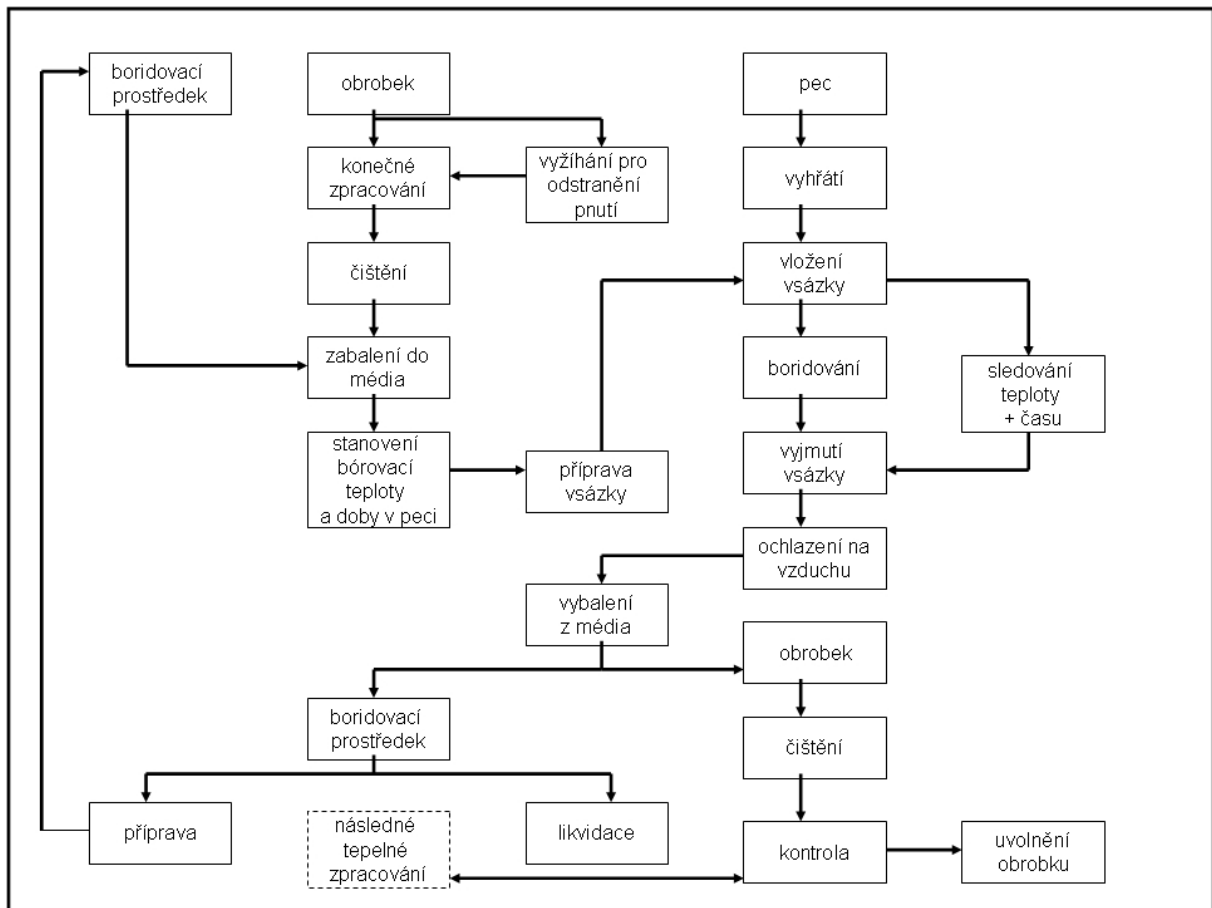 boridovací
prostředek
obrobek
pec
konečné
zpracování
vyžíhání pro
odstranění
pnutí
vyhřátí
čištění
vložení
vsázky
zabalení do
média
boridování
sledování
teploty
+ času
stanovení
bórovací
teploty
a doby v peci
příprava
vsázky
vyjmutí
vsázky
ochlazení na
vzduchu
vybalení
z média
obrobek
boridovací
prostředek
čištění
příprava
následné
tepelné
zpracování
likvidace
kontrola
uvolnění
obrobku